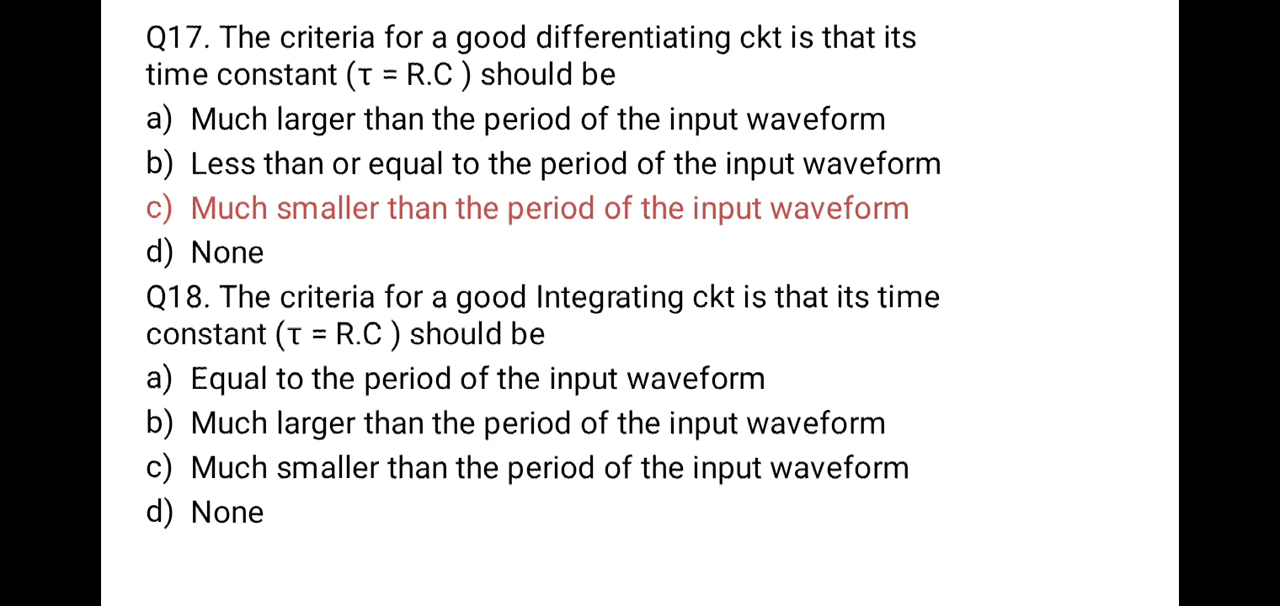 Q17. The criteria for a good differentiating ckt is that its
time constant (τ = R.C ) should be
a) Much larger than the period of the input waveform
b) Less than or equal to the period of the input waveform
c) Much smaller than the period of the input waveform
d) None
Q18. The criteria for a good Integrating ckt is that its time
constant (τ = R.C ) should be
a) Equal to the period of the input waveform
b) Much larger than the period of the input waveform
c) Much smaller than the period of the input waveform
d) None